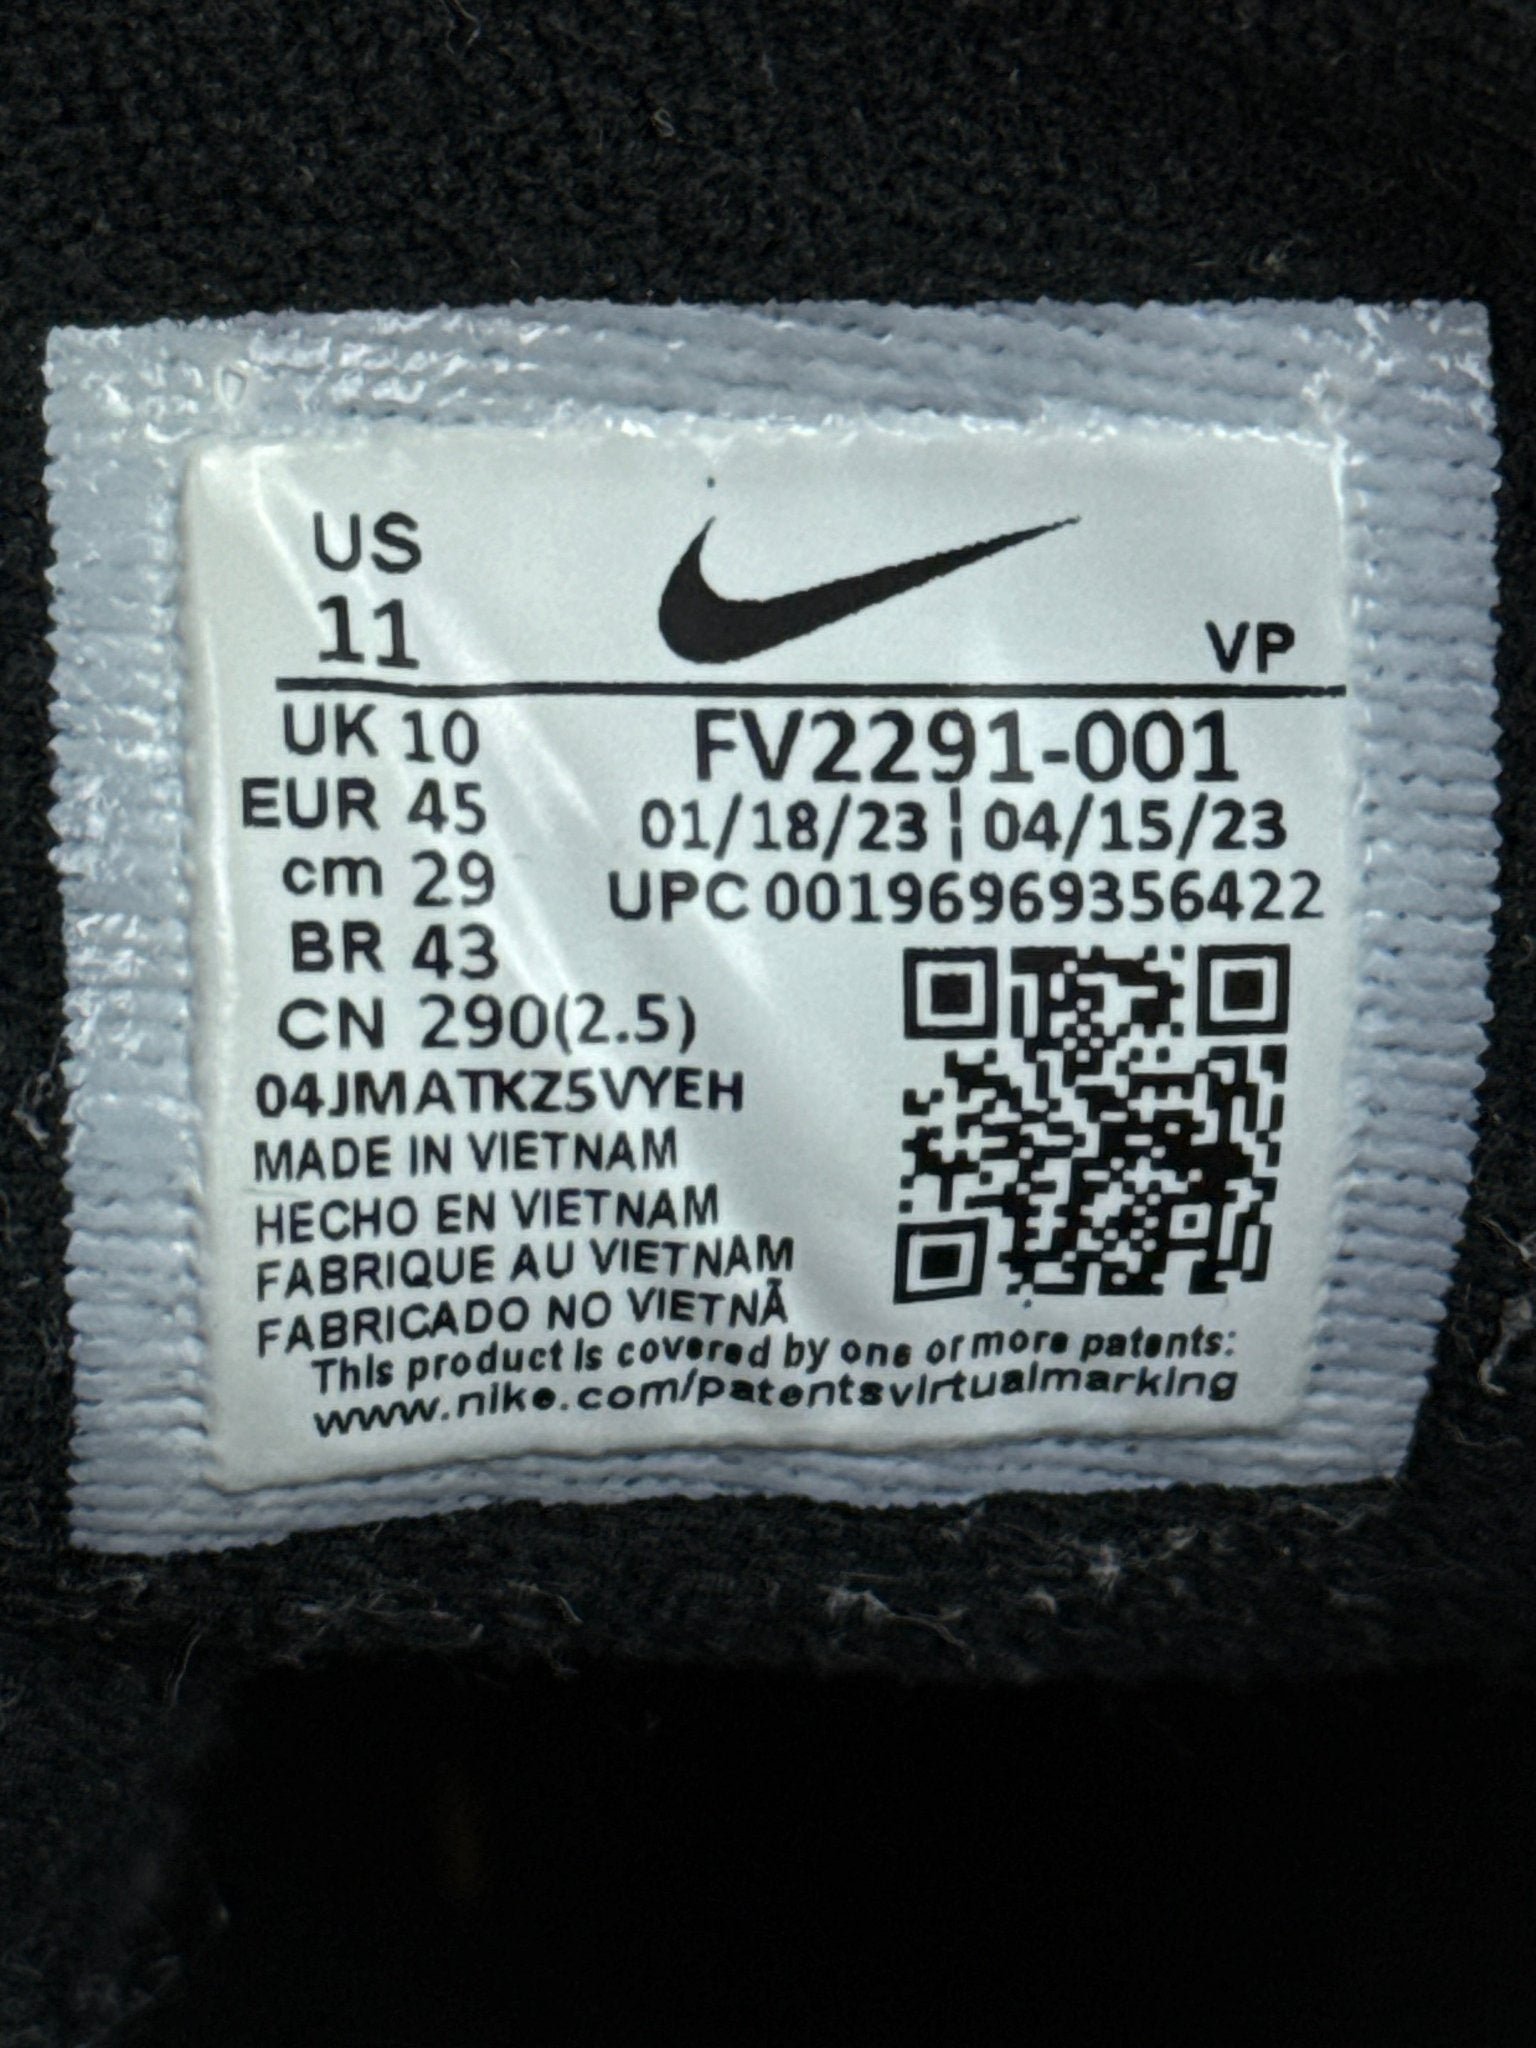 US
11
VP
UK 10
EUR 45
cm 29
BR 43
CN 290(2.5)
FV2291-001
01/18/23 ¦ 04/15/23
UPC 00196969356422
04JMATKZ5VYEH
MADE IN VIETNAM
HECHO EN VIETNAM
FABRIQUE AU VIETNAM
FABRICADO NO VIETNÃ
This product is covered by one or more patents:
www.nike.com/patentsvirtualmarking